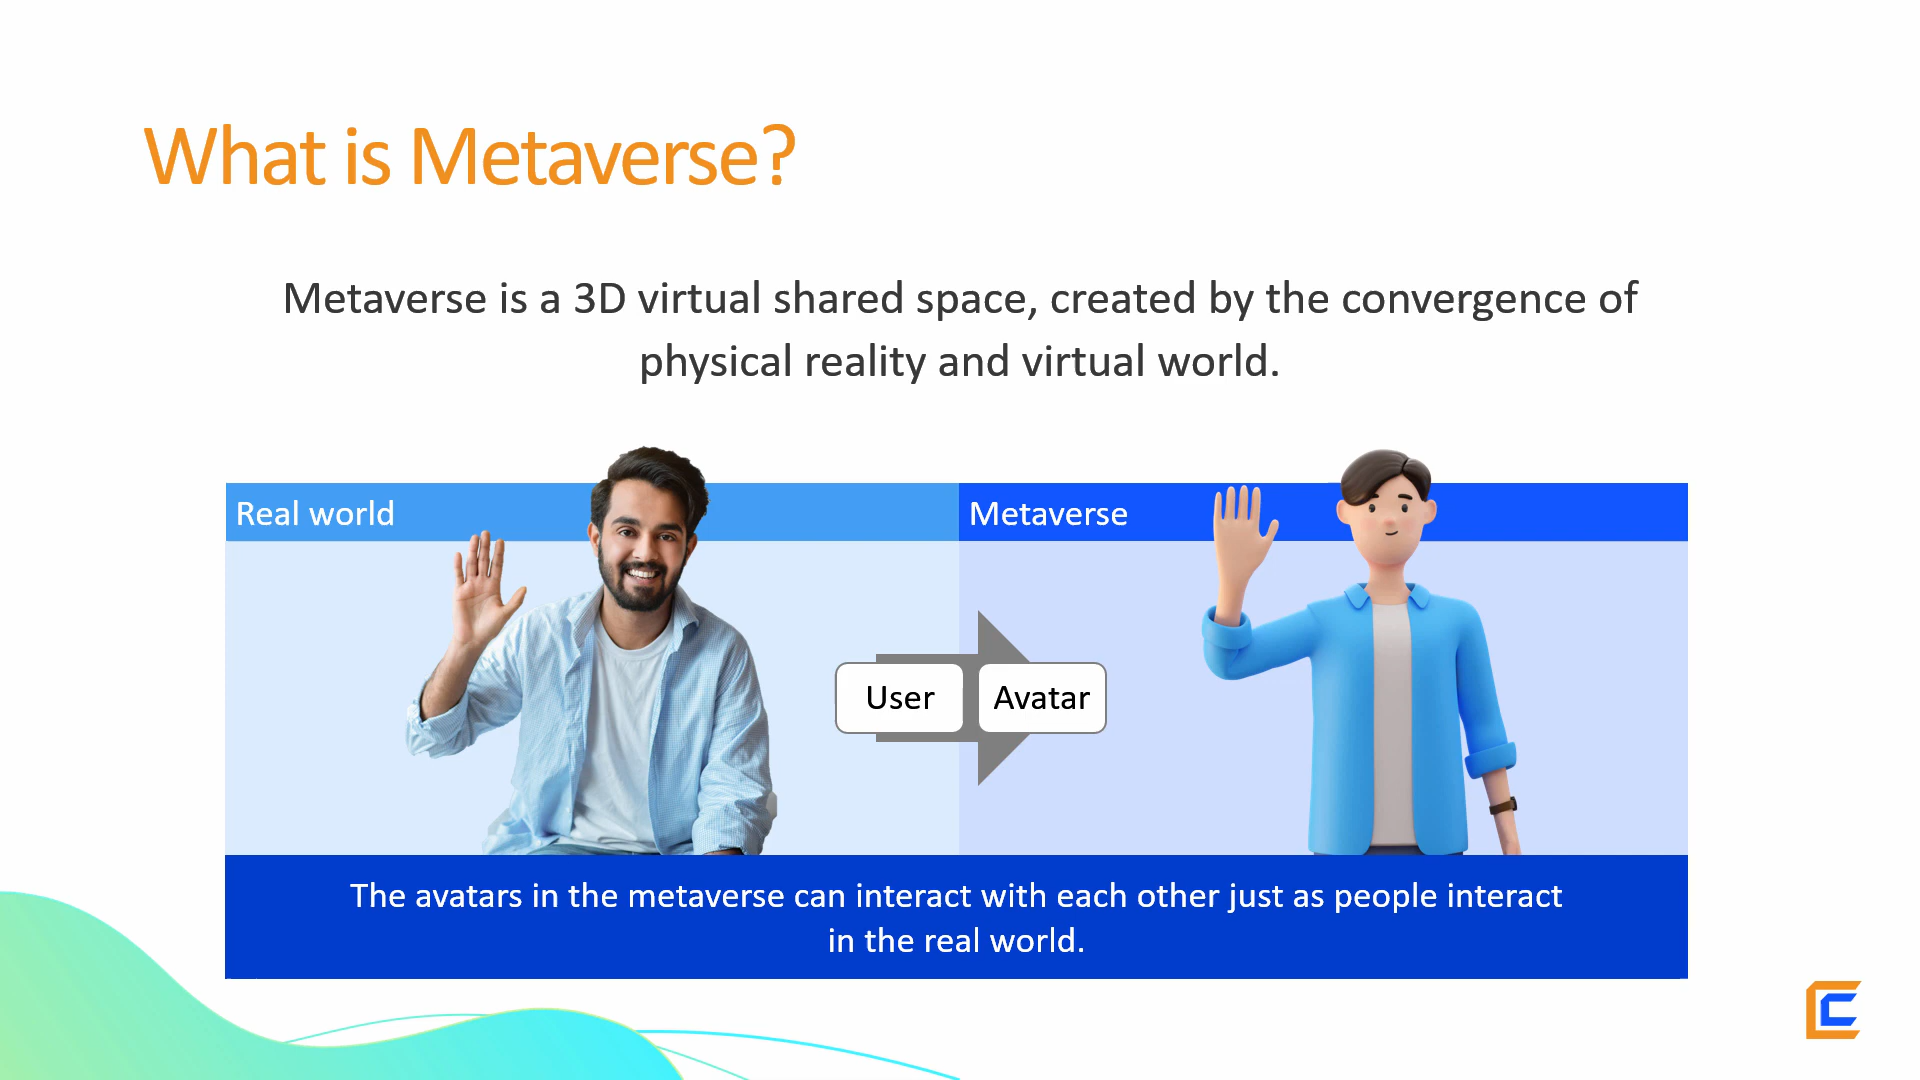 What is Metaverse?
Metaverse is a 3D virtual shared space, created by the convergence of
physical reality and virtual world.
Real world
Metaverse
User
Avatar
The avatars in the metaverse can interact with each other just as people interact
in the real world.